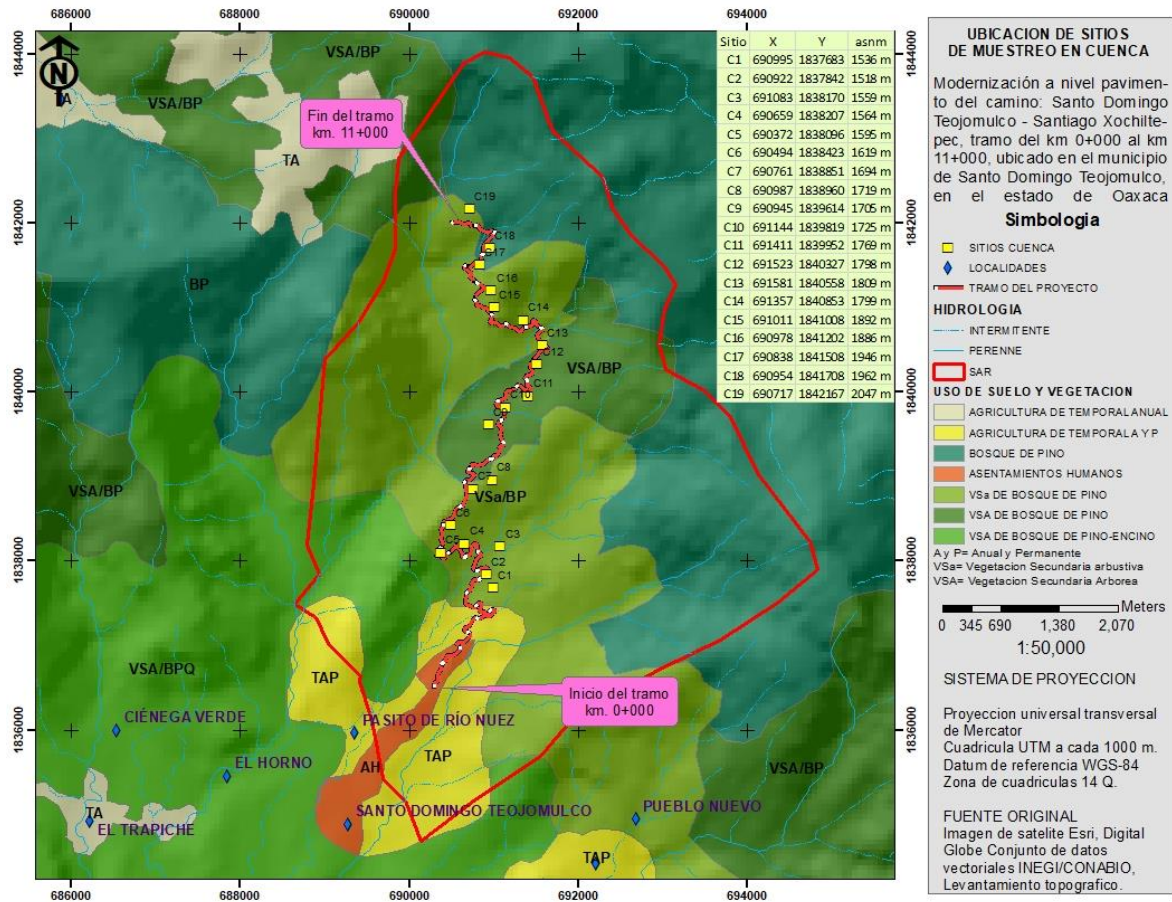 686000 688000 690000 692000 694000
1844000
1842000
1840000
1838000
1836000
N
TA
VSA/BP
VSA/BP
TA
VSA/BP
BP
VSA/BP
VSA/BP
VSa/BP
VSA/BPQ
TAP
TAP
AH
TA
TAP
VSA/BP
Fin del tramo
km. 11+000
Inicio del tramo
km. 0+000
C19
C18
C17
C16
C15
C14
C13
C12
C11
C10
C9
C8
C7
C6
C5
C4
C3
C2
C1
CIÉNEGA VERDE
PASITO DE RÍO NUEZ
EL HORNO
EL TRAPICHE
SANTO DOMINGO TEOJOMULCO
PUEBLO NUEVO
Sitio X Y asnm
C1 690995 1837683 1536 m
C2 690922 1837842 1518 m
C3 691083 1838170 1559 m
C4 690659 1838207 1564 m
C5 690372 1838096 1595 m
C6 690494 1838423 1619 m
C7 690761 1838851 1694 m
C8 690987 1838960 1719 m
C9 690945 1839614 1705 m
C10 691144 1839819 1725 m
C11 691411 1839952 1769 m
C12 691523 1840327 1798 m
C13 691581 1840558 1809 m
C14 691357 1840853 1799 m
C15 691011 1841008 1892 m
C16 690978 1841202 1886 m
C17 690838 1841508 1946 m
C18 690954 1841708 1962 m
C19 690717 1842167 2047 m
1844000
1842000
1840000
1838000
1836000
686000 688000 690000 692000 694000
UBICACION DE SITIOS
DE MUESTREO EN CUENCA
Modernización a nivel pavimen-
to del camino: Santo Domingo
Teojomulco - Santiago Xochilte-
pec, tramo del km 0+000 al km
11+000, ubicado en el municipio
de Santo Domingo Teojomulco,
en el estado de Oaxaca
Simbologia
SITIOS CUENCA
LOCALIDADES
TRAMO DEL PROYECTO
HIDROLOGIA
INTERMITENTE
PERENNE
SAR
USO DE SUELO Y VEGETACION
AGRICULTURA DE TEMPORAL ANUAL
AGRICULTURA DE TEMPORAL A Y P
BOSQUE DE PINO
ASENTAMIENTOS HUMANOS
VSa DE BOSQUE DE PINO
VSA DE BOSQUE DE PINO
VSA DE BOSQUE DE PINO-ENCINO
A y P= Anual y Permanente
VSa= Vegetacion Secundaria arbustiva
VSA= Vegetacion Secundaria Arborea
Meters
0 345 690 1,380 2,070
1:50,000
SISTEMA DE PROYECCION
Proyeccion universal transversal
de Mercator
Cuadricula UTM a cada 1000 m.
Datum de referencia WGS-84
Zona de cuadriculas 14 Q.
FUENTE ORIGINAL
Imagen de satelite Esri, Digital
Globe Conjunto de datos
vectoriales INEGI/CONABIO,
Levantamiento topografico.